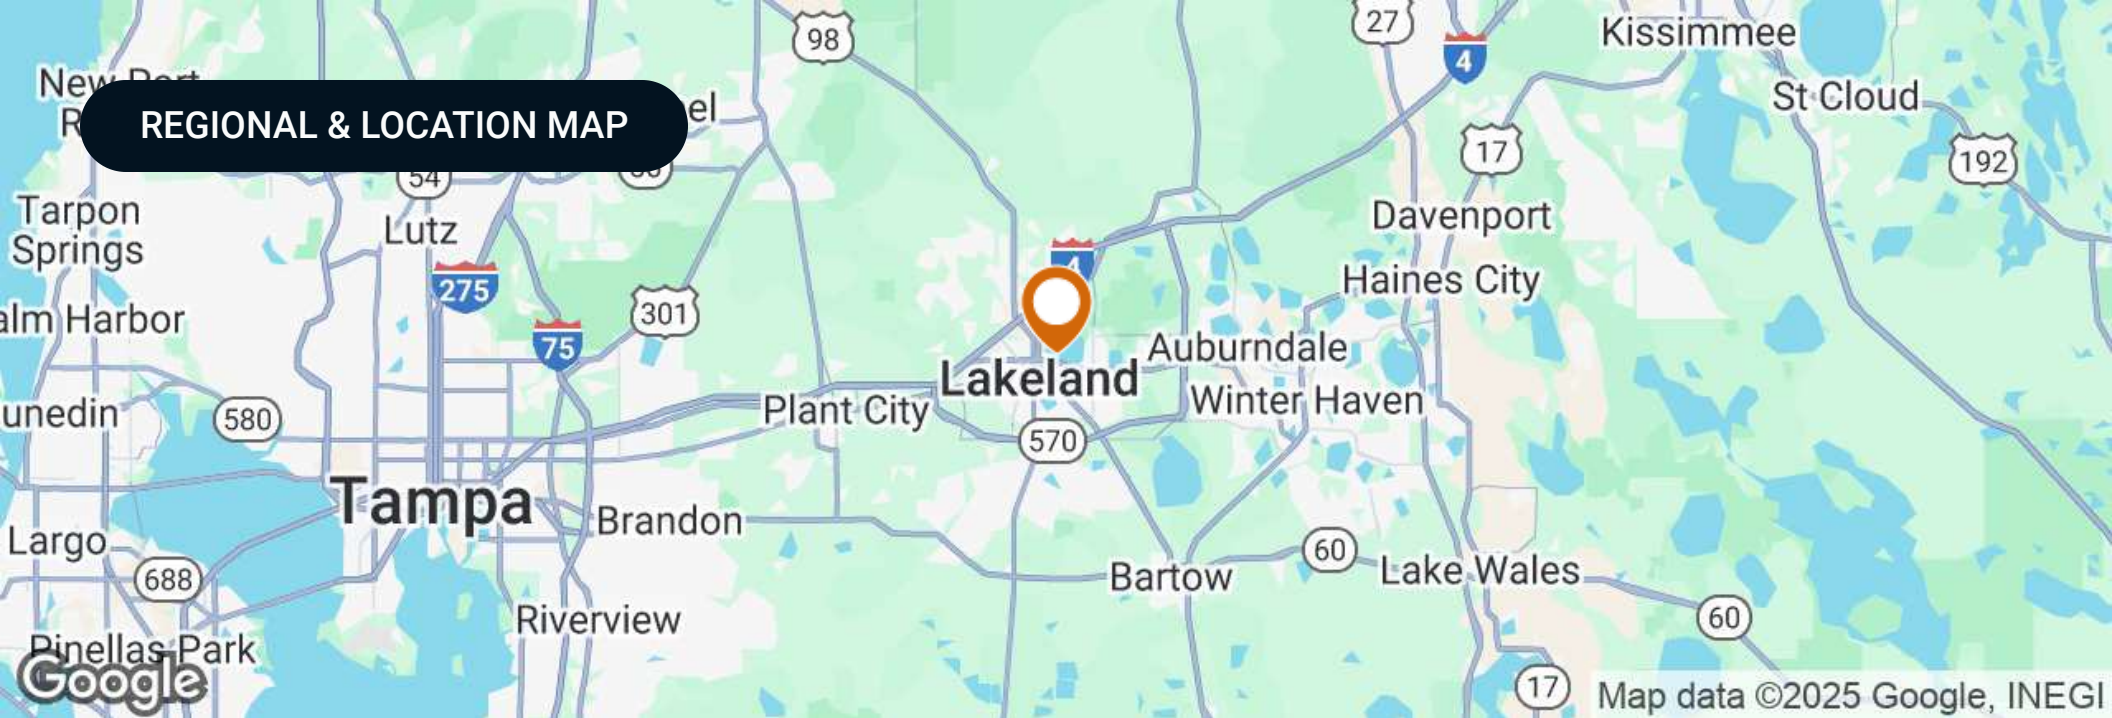 98
27
4
Kissimmee
New Port
St Cloud
REGIONAL & LOCATION MAP
17
192
54
Tarpon
Springs
Lutz
Davenport
4
275
Haines City
301
alm Harbor
75
Auburndale
Lakeland
Winter Haven
unedin
580
Plant City
570
Tampa
Brandon
Largo
688
60
Bartow
Lake Wales
Riverview
60
Pinellas Park
Google
17
Map data ©2025 Google, INEGI